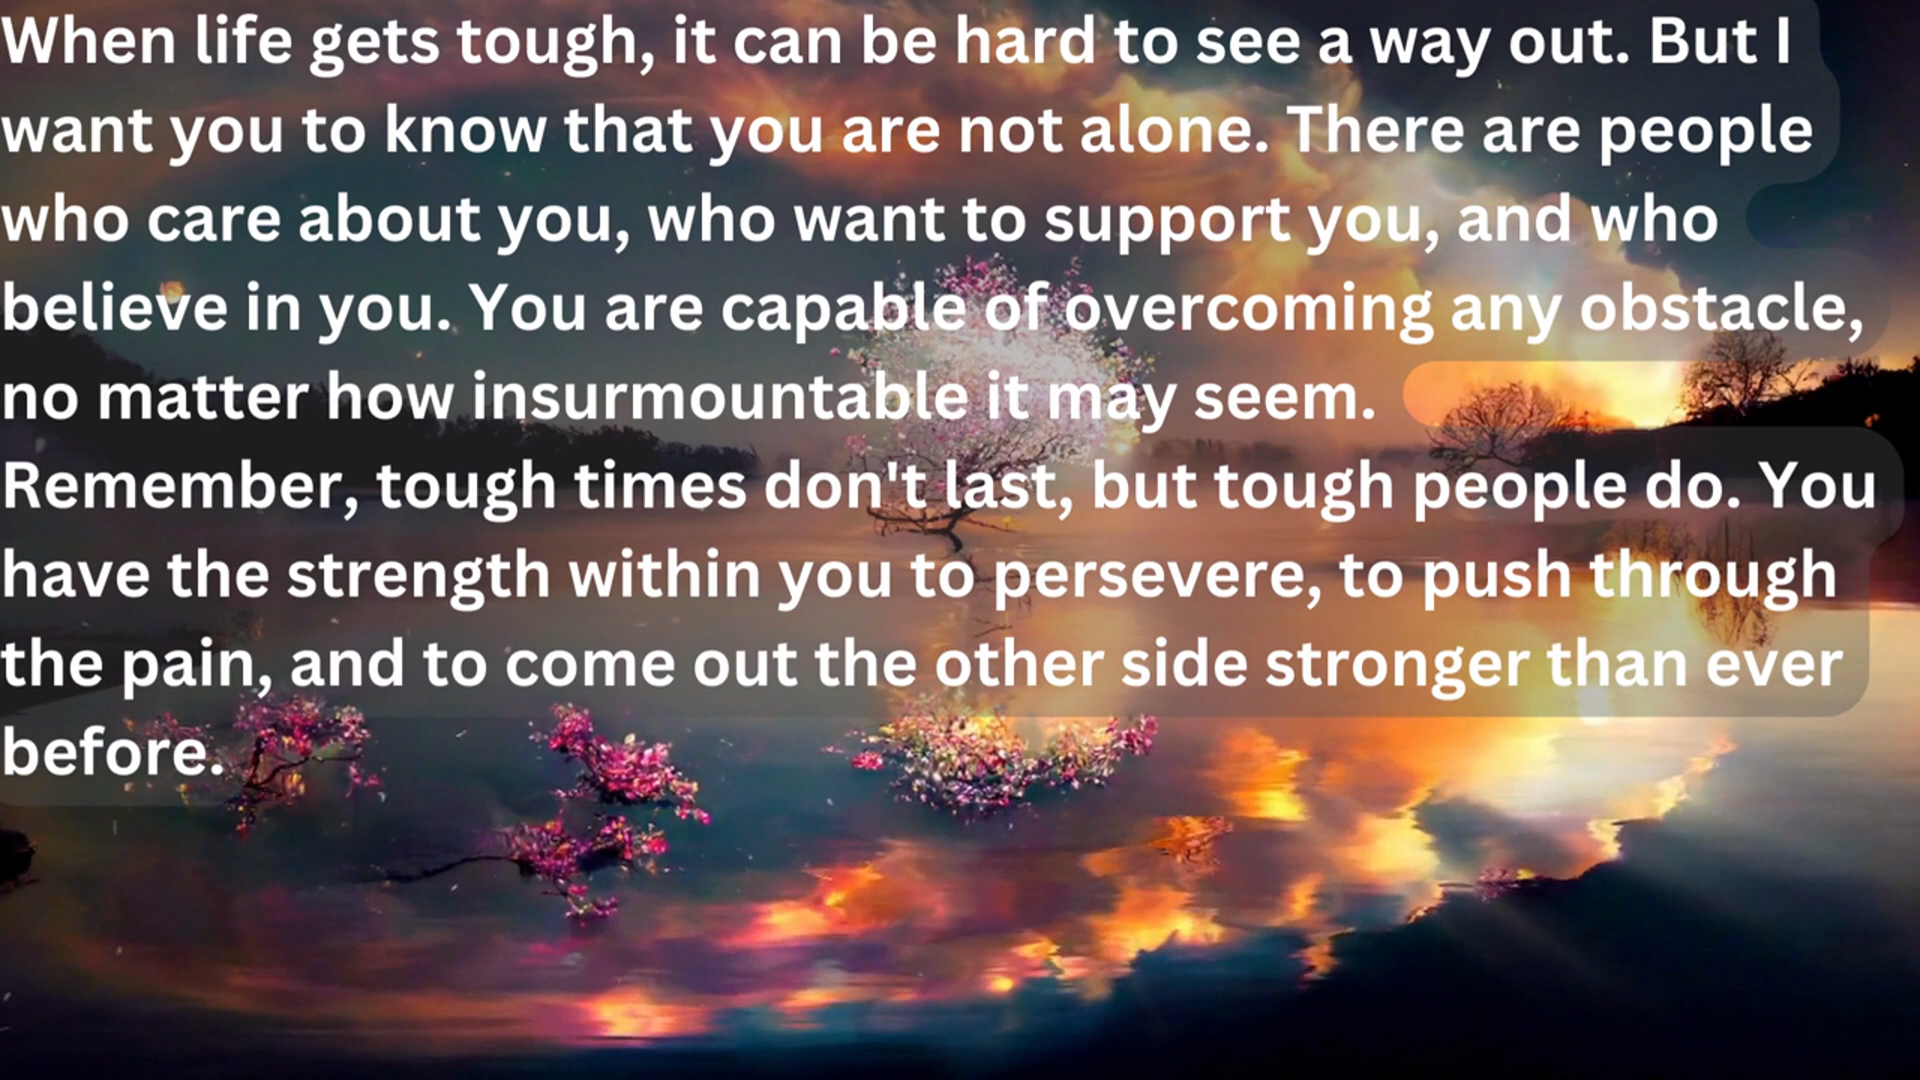 When life gets tough, it can be hard to see a way out. But I
want you to know that you are not alone. There are people
who care about you, who want to support you, and who
believe in you. You are capable of overcoming any obstacle,
no matter how insurmountable it may seem.
Remember, tough times don't last, but tough people do. You
have the strength within you to persevere, to push through
the pain, and to come out the other side stronger than ever
before.